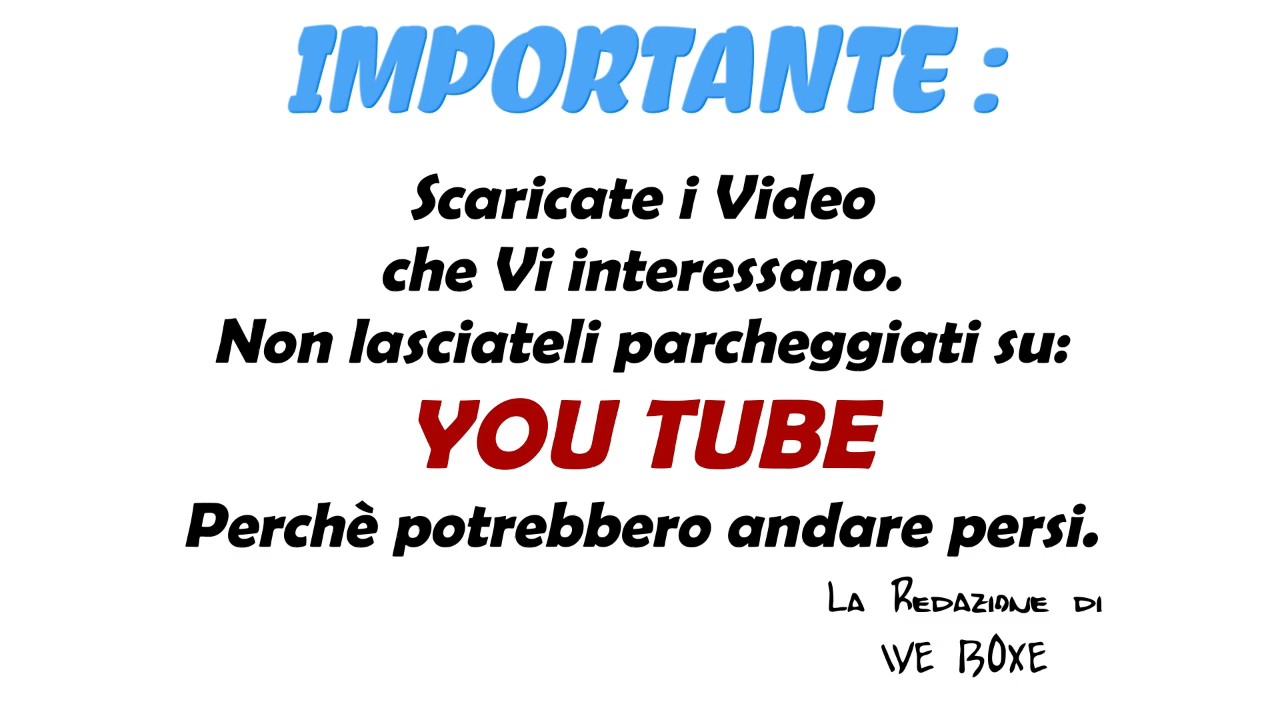 IMPORTANTE :
Scaricate i Video
che Vi interessano.
Non lasciateli parcheggiati su:
YOU TUBE
Perchè potrebbero andare persi.
La Redazione di
WE BOXE